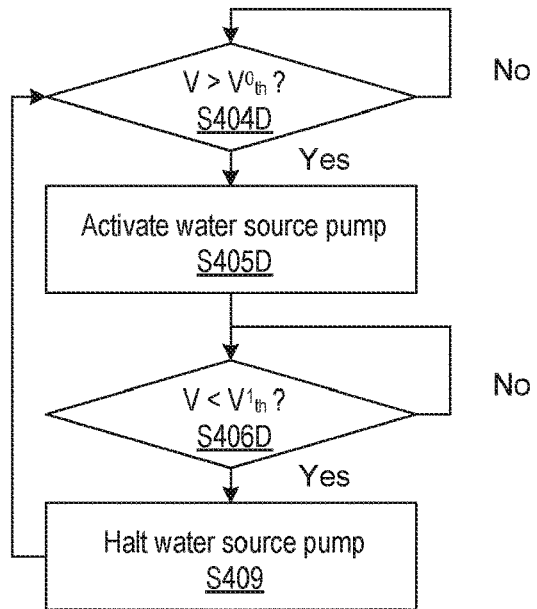 V > V⁰th ?
S404D
No
Yes
Activate water source pump
S405D
V < V¹th ?
S406D
No
Yes
Halt water source pump
S409